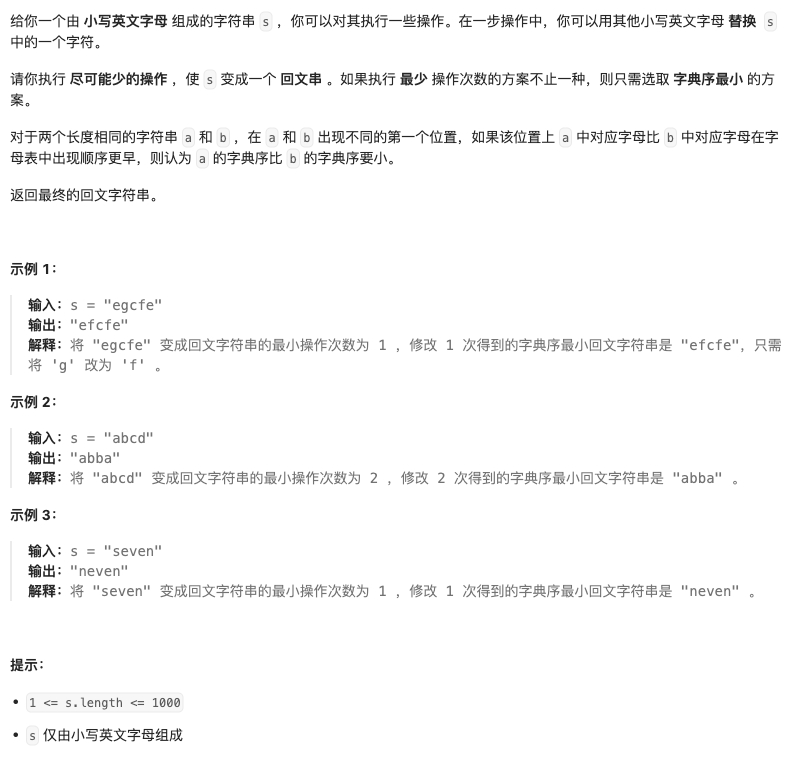 给你一个由 小写英文字母 组成的字符串 s ，你可以对其执行一些操作。在一步操作中，你可以用其他小写英文字母 替换 s
中的一个字符。
请你执行 尽可能少的操作 ，使 s 变成一个 回文串 。如果执行 最少 操作次数的方案不止一种，则只需选取 字典序最小 的方
案。
对于两个长度相同的字符串 a 和 b ，在 a 和 b 出现不同的第一个位置，如果该位置上 a 中对应字母比 b 中对应字母在字
母表中出现顺序更早，则认为 a 的字典序比 b 的字典序要小。
返回最终的回文字符串。
示例 1：
输入：s = "egcfe"
输出："efcfe"
解释：将 "egcfe" 变成回文字符串的最小操作次数为 1 ，修改 1 次得到的字典序最小回文字符串是 "efcfe"，只需
将 'g' 改为 'f' 。
示例 2：
输入：s = "abcd"
输出："abba"
解释：将 "abcd" 变成回文字符串的最小操作次数为 2 ，修改 2 次得到的字典序最小回文字符串是 "abba" 。
示例 3：
输入：s = "seven"
输出："neven"
解释：将 "seven" 变成回文字符串的最小操作次数为 1 ，修改 1 次得到的字典序最小回文字符串是 "neven" 。
提示：
• 1 <= s.length <= 1000
• s 仅由小写英文字母组成